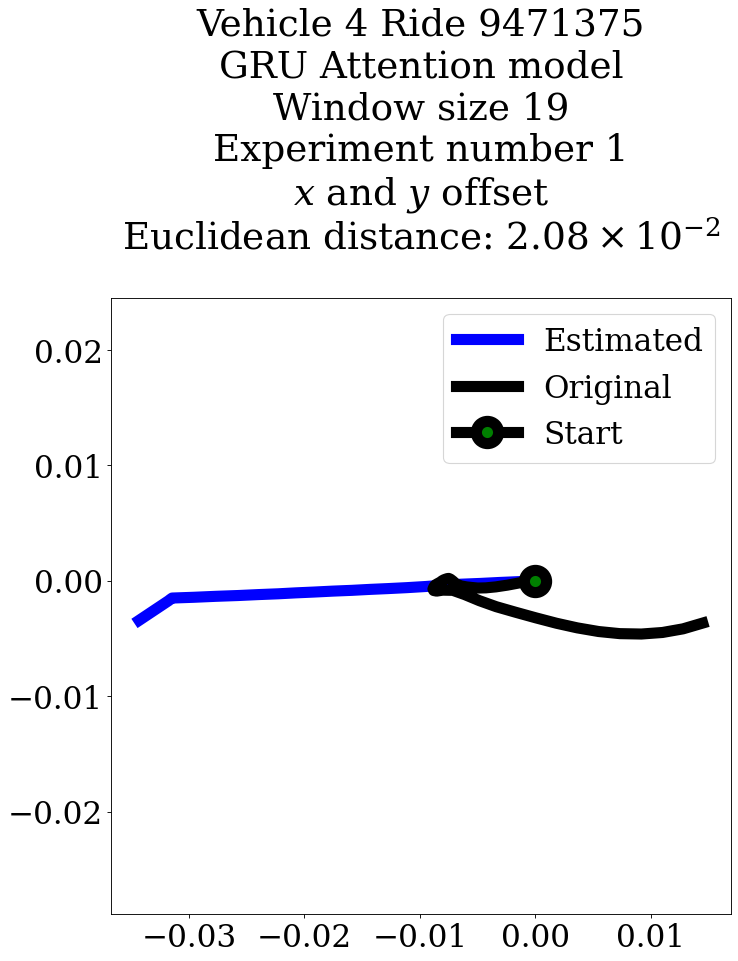 Vehicle 4 Ride 9471375
GRU Attention model
Window size 19
Experiment number 1
x and y offset
Euclidean distance: 2.08 × 10⁻²
Estimated
Original
Start
0.02
0.01
0.00
−0.01
−0.02
−0.03 −0.02 −0.01 0.00 0.01